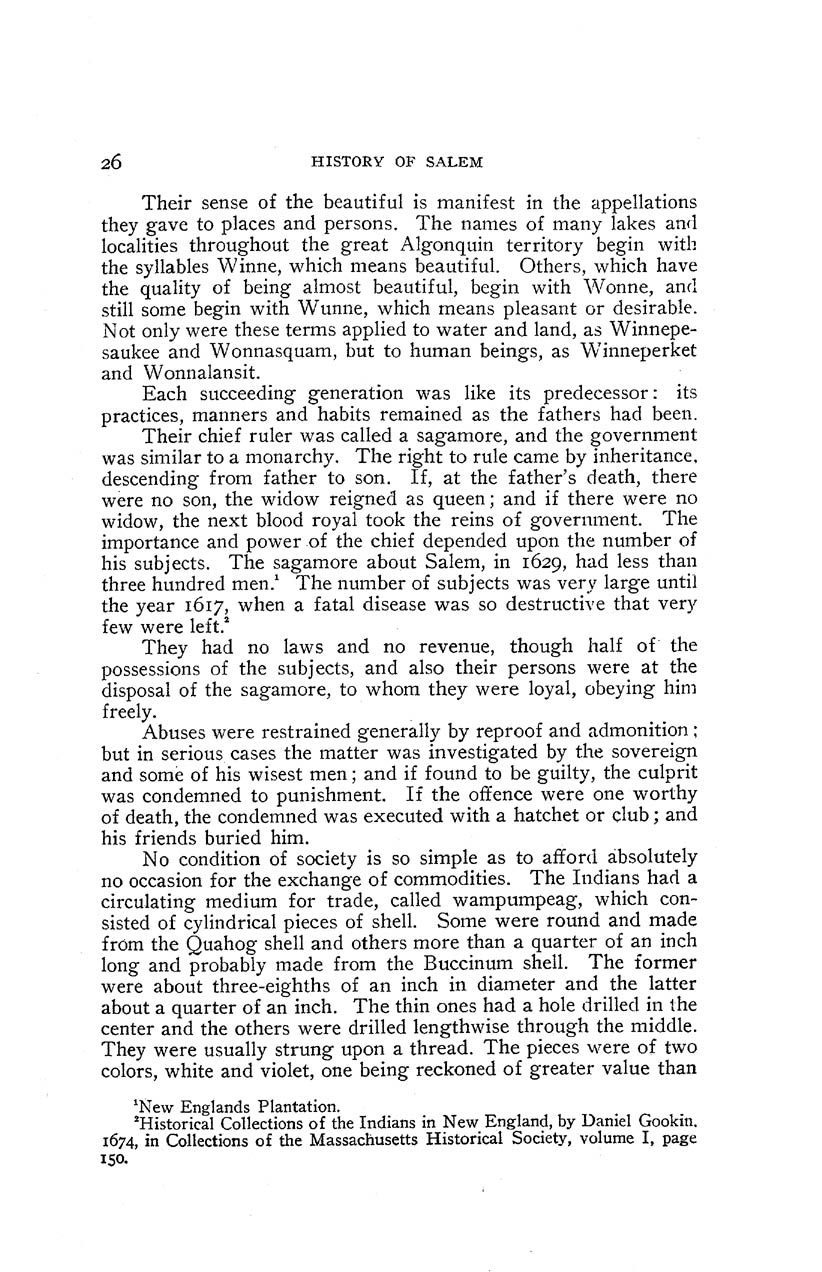 26 HISTORY OF SALEM
Their sense of the beautiful is manifest in the appellations
they gave to places and persons. The names of many lakes and
localities throughout the great Algonquin territory begin with
the syllables Winne, which means beautiful. Others, which have
the quality of being almost beautiful, begin with Wonne, and
still some begin with Wunne, which means pleasant or desirable.
Not only were these terms applied to water and land, as Winnepe-
saukee and Wonnasquam, but to human beings, as Winneperket
and Wonnalansit.
Each succeeding generation was like its predecessor: its
practices, manners and habits remained as the fathers had been.
Their chief ruler was called a sagamore, and the government
was similar to a monarchy. The right to rule came by inheritance,
descending from father to son. If, at the father's death, there
were no son, the widow reigned as queen; and if there were no
widow, the next blood royal took the reins of government. The
importance and power of the chief depended upon the number of
his subjects. The sagamore about Salem, in 1629, had less than
three hundred men.¹ The number of subjects was very large until
the year 1617, when a fatal disease was so destructive that very
few were left.²
They had no laws and no revenue, though half of the
possessions of the subjects, and also their persons were at the
disposal of the sagamore, to whom they were loyal, obeying him
freely.
Abuses were restrained generally by reproof and admonition;
but in serious cases the matter was investigated by the sovereign
and some of his wisest men; and if found to be guilty, the culprit
was condemned to punishment. If the offence were one worthy
of death, the condemned was executed with a hatchet or club; and
his friends buried him.
No condition of society is so simple as to afford absolutely
no occasion for the exchange of commodities. The Indians had a
circulating medium for trade, called wampumpeag, which con-
sisted of cylindrical pieces of shell. Some were round and made
from the Quahog shell and others more than a quarter of an inch
long and probably made from the Buccinum shell. The former
were about three-eighths of an inch in diameter and the latter
about a quarter of an inch. The thin ones had a hole drilled in the
center and the others were drilled lengthwise through the middle.
They were usually strung upon a thread. The pieces were of two
colors, white and violet, one being reckoned of greater value than
¹New Englands Plantation.
²Historical Collections of the Indians in New England, by Daniel Gookin.
1674, in Collections of the Massachusetts Historical Society, volume I, page
150.